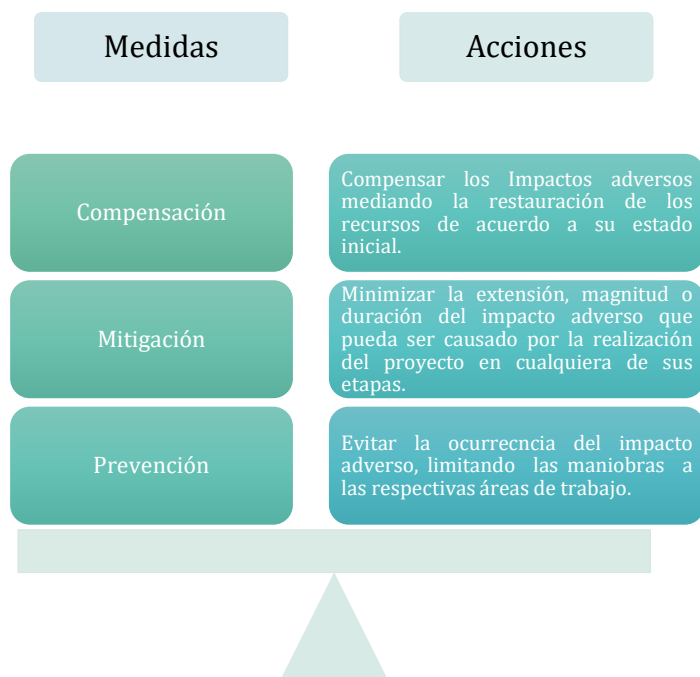 Medidas
Acciones
Compensación
Compensar los Impactos adversos
mediando la restauración de los
recursos de acuerdo a su estado
inicial.
Mitigación
Minimizar la extensión, magnitud o
duración del impacto adverso que
pueda ser causado por la realización
del proyecto en cualquiera de sus
etapas.
Prevención
Evitar la ocurrecncia del impacto
adverso, limitando las maniobras a
las respectivas áreas de trabajo.